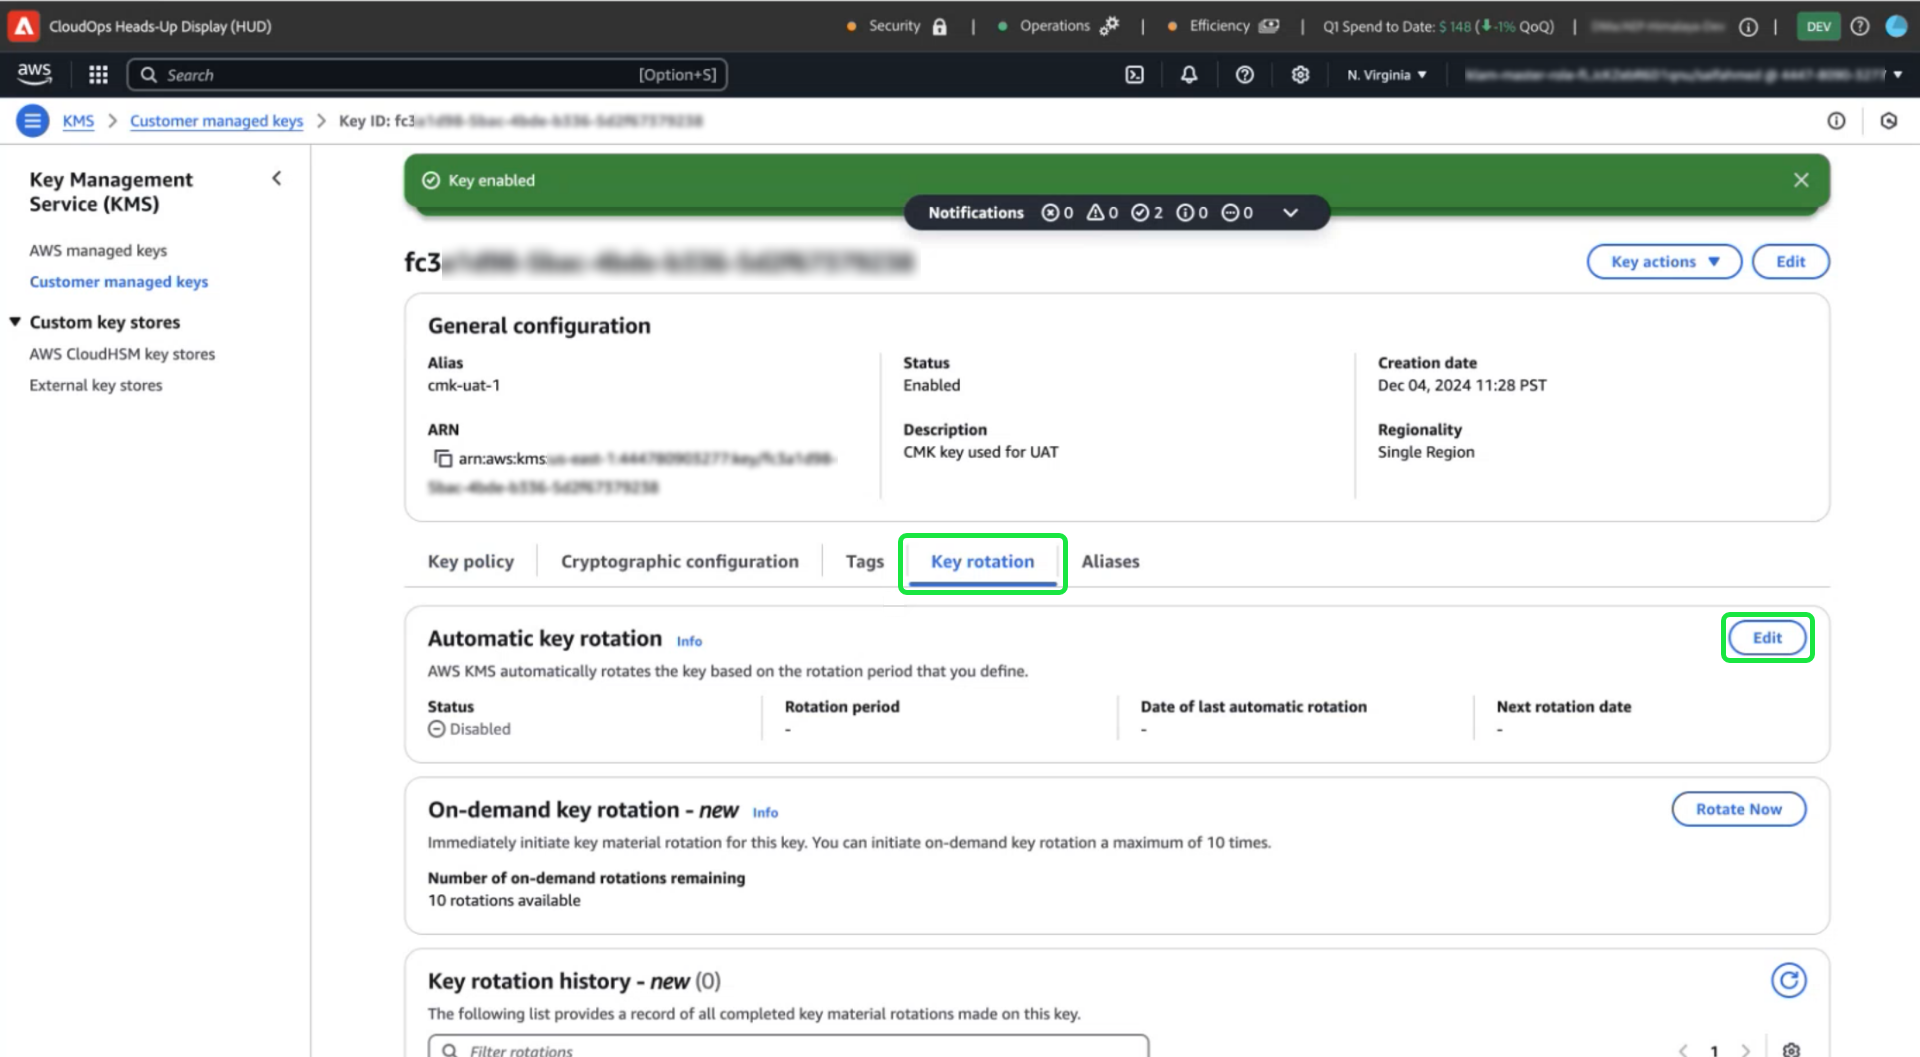 CloudOps Heads-Up Display (HUD)
Security | Operations | Efficiency | Q1 Spend to Date: $ 148 (-1% QoQ) | | DEV
aws Search [Option+S] N. Virginia
KMS > Customer managed keys > Key ID: fc3
Key Management
Service (KMS)
AWS managed keys
Customer managed keys
Custom key stores
AWS CloudHSM key stores
External key stores
Key enabled
Notifications 0 0 2 0 0
fc3
Key actions
Edit
General configuration
Alias
cmk-uat-1
ARN
arn:aws:kms:
Status
Enabled
Description
CMK key used for UAT
Creation date
Dec 04, 2024 11:28 PST
Regionality
Single Region
Key policy
Cryptographic configuration
Tags
Key rotation
Aliases
Automatic key rotation Info
Edit
AWS KMS automatically rotates the key based on the rotation period that you define.
Status
Disabled
Rotation period
-
Date of last automatic rotation
-
Next rotation date
-
On-demand key rotation - new Info
Rotate Now
Immediately initiate key material rotation for this key. You can initiate on-demand key rotation a maximum of 10 times.
Number of on-demand rotations remaining
10 rotations available
Key rotation history - new (0)
The following list provides a record of all completed key material rotations made on this key.
Filter rotations
1